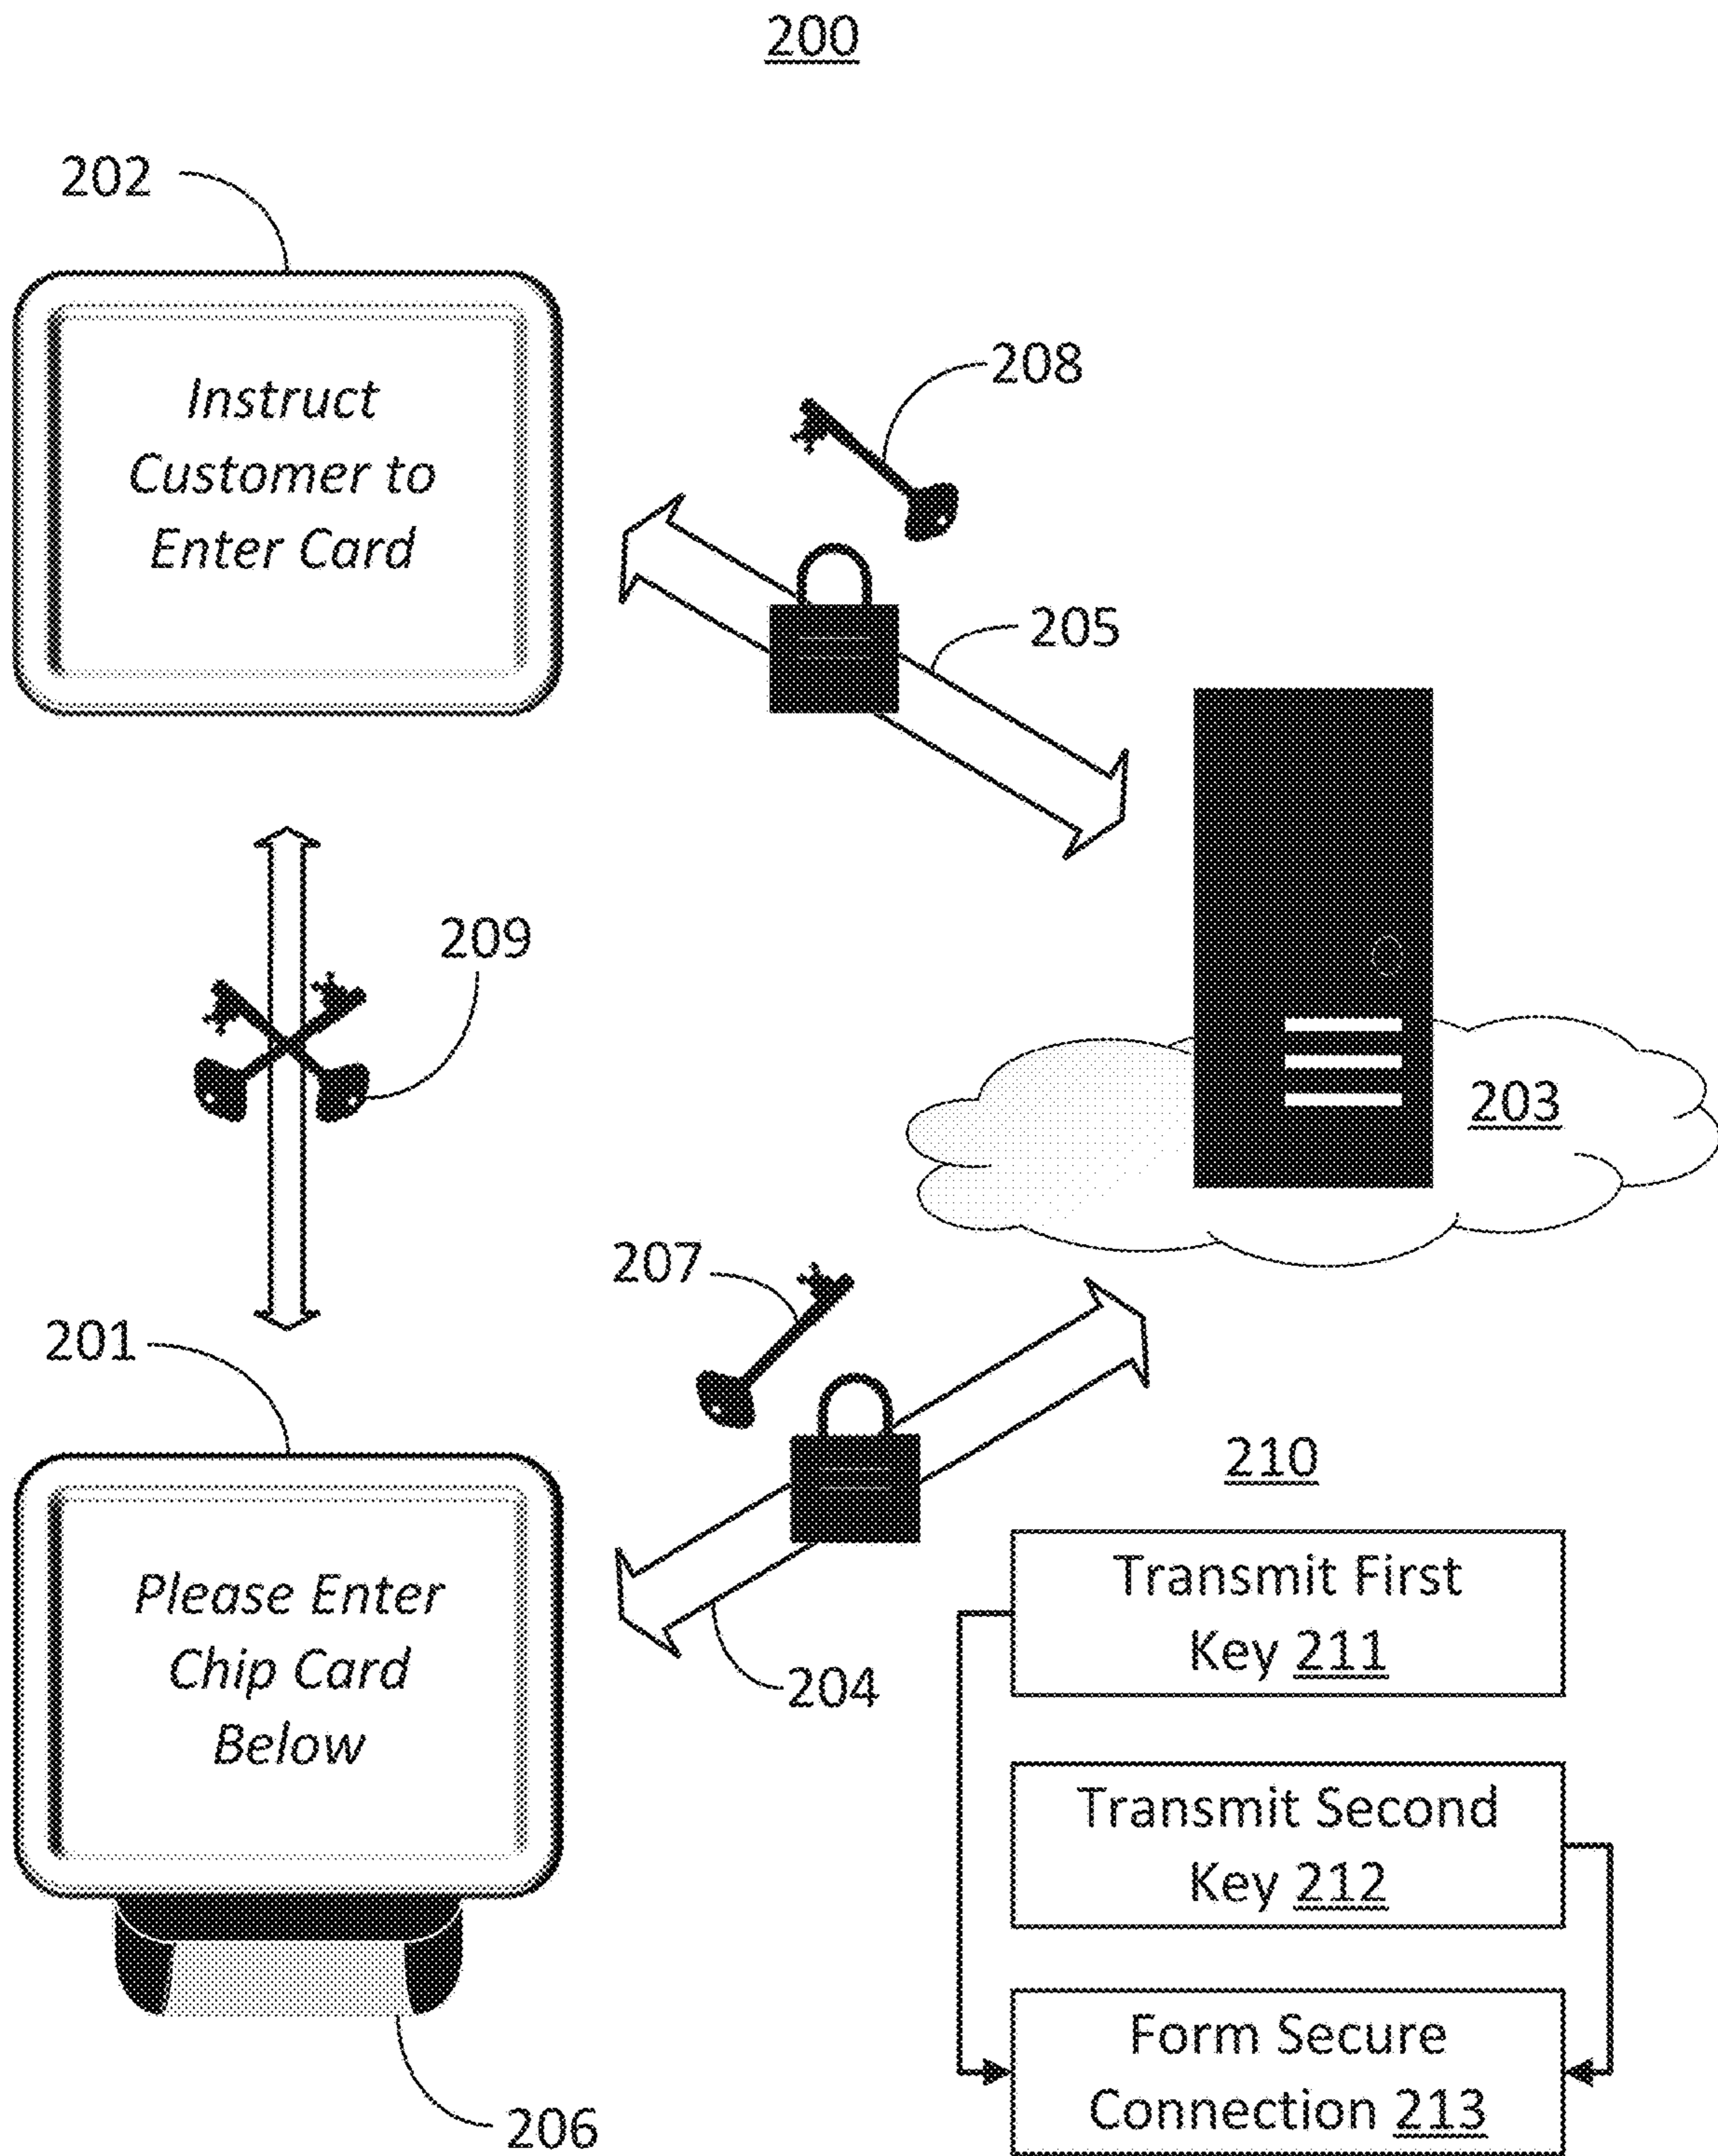 200
202
Instruct
Customer to
Enter Card
208
205
209
203
207
201
210
Please Enter
Chip Card
Below
204
Transmit First
Key 211
Transmit Second
Key 212
Form Secure
Connection 213
206